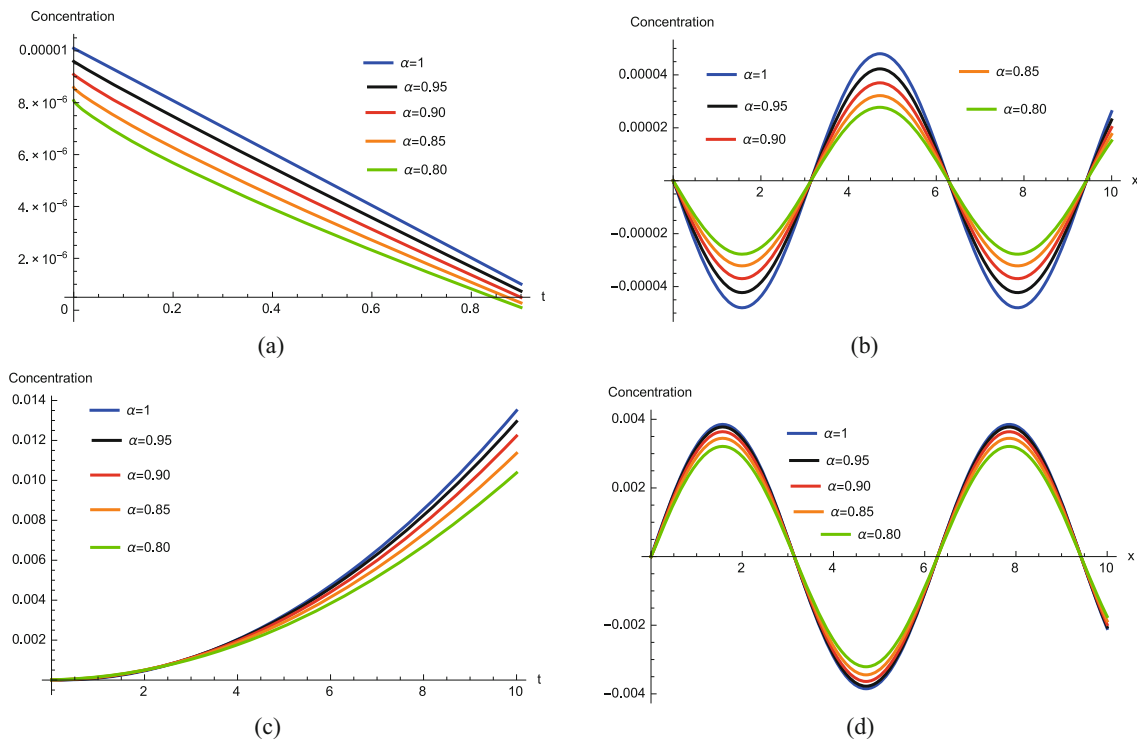 Concentration
0.00001
8. × 10⁻⁶
6. × 10⁻⁶
4. × 10⁻⁶
2. × 10⁻⁶
0
0.2
0.4
0.6
0.8
t
α=1
α=0.95
α=0.90
α=0.85
α=0.80
(a)
Concentration
0.00004
0.00002
−0.00002
−0.00004
2
4
6
8
10
x
α=1
α=0.95
α=0.90
α=0.85
α=0.80
(b)
Concentration
0.014
0.012
0.010
0.008
0.006
0.004
0.002
2
4
6
8
10
t
α=1
α=0.95
α=0.90
α=0.85
α=0.80
(c)
Concentration
0.004
0.002
−0.002
−0.004
2
4
6
8
10
x
α=1
α=0.95
α=0.90
α=0.85
α=0.80
(d)